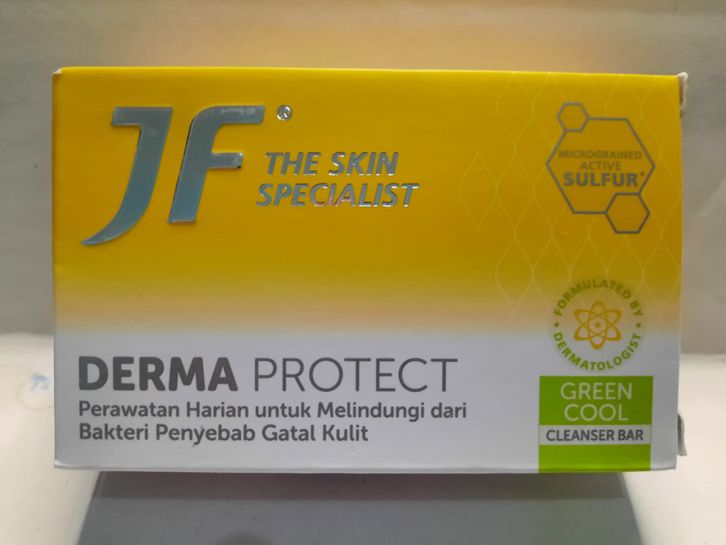 JF®
THE SKIN
SPECIALIST
MICROGRAINED
ACTIVE
SULFUR®
FORMULATED BY
DERMATOLOGIST
DERMA PROTECT
Perawatan Harian untuk Melindungi dari
Bakteri Penyebab Gatal Kulit
GREEN
COOL
CLEANSER BAR